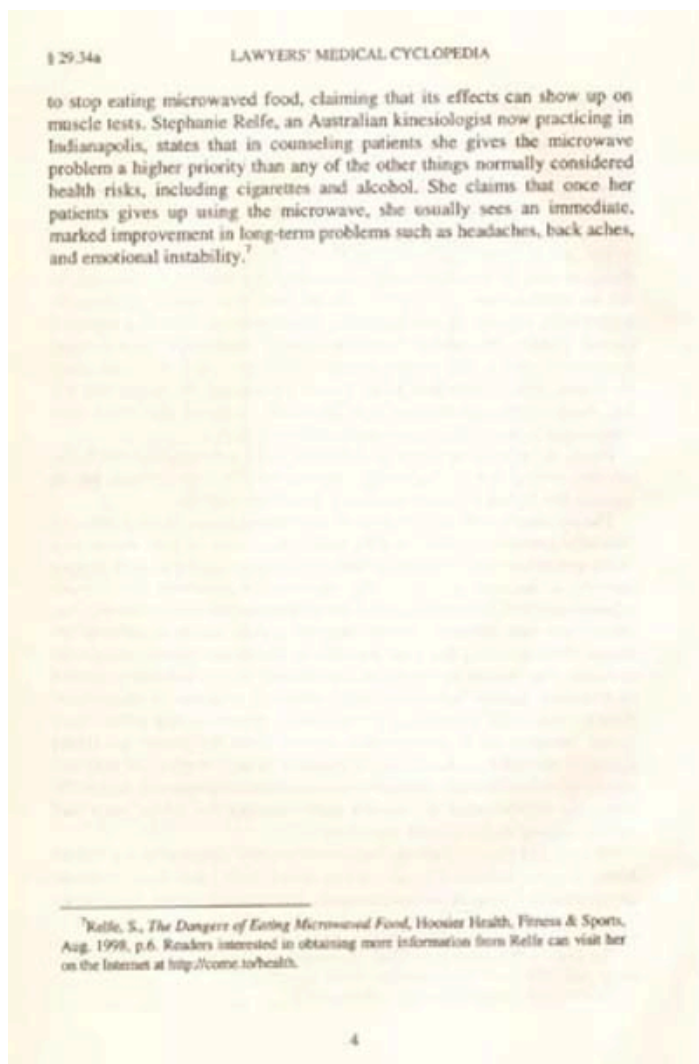 § 29.34a LAWYERS' MEDICAL CYCLOPEDIA
to stop eating microwaved food, claiming that its effects can show up on
muscle tests. Stephanie Relfe, an Australian kinesiologist now practicing in
Indianapolis, states that in counseling patients she gives the microwave
problem a higher priority than any of the other things normally considered
health risks, including cigarettes and alcohol. She claims that once her
patients gives up using the microwave, she usually sees an immediate,
marked improvement in long-term problems such as headaches, back aches,
and emotional instability.7
7Relfe, S., The Dangers of Eating Microwaved Food, Hoosier Health, Fitness & Sports,
Aug. 1998, p.6. Readers interested in obtaining more information from Relfe can visit her
on the Internet at http://come.to/health.
4